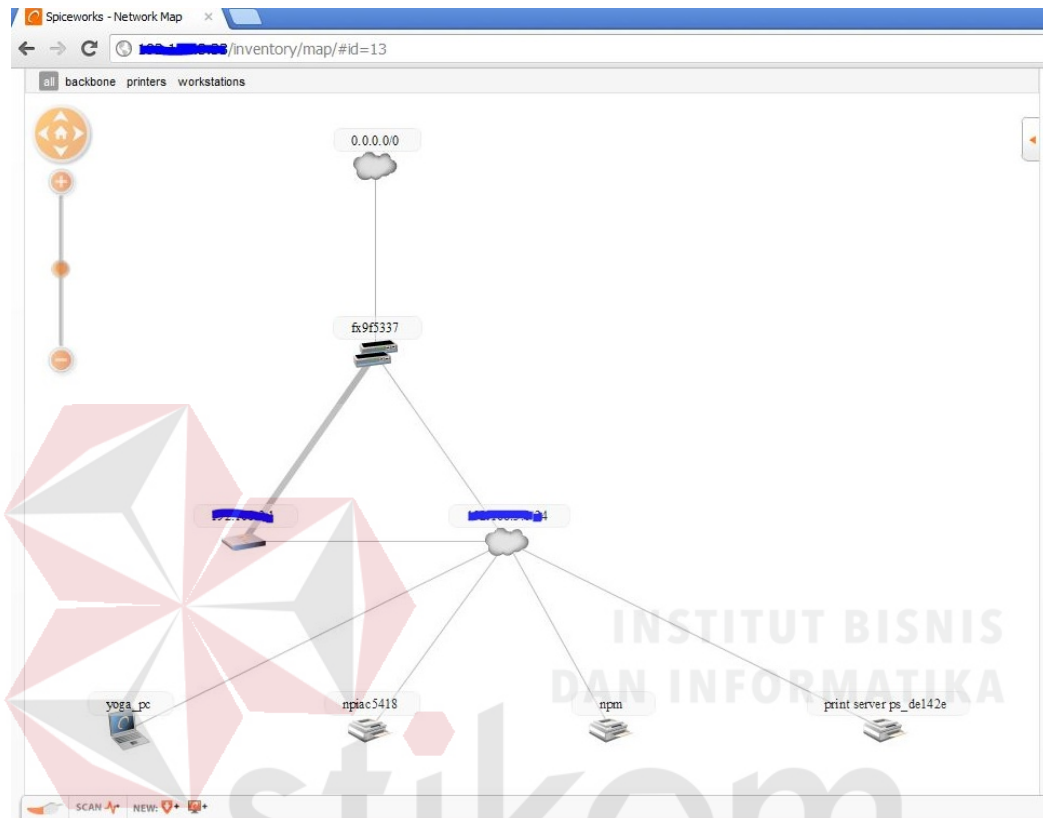 Spiceworks - Network Map
/inventory/map/#id=13
all backbone printers workstations
0.0.0.0/0
fx9f5337
yoga_pc
npiac5418
npm
print server ps_de142e
INSTITUT BISNIS
DAN INFORMATIKA
stikom
SCAN NEW: